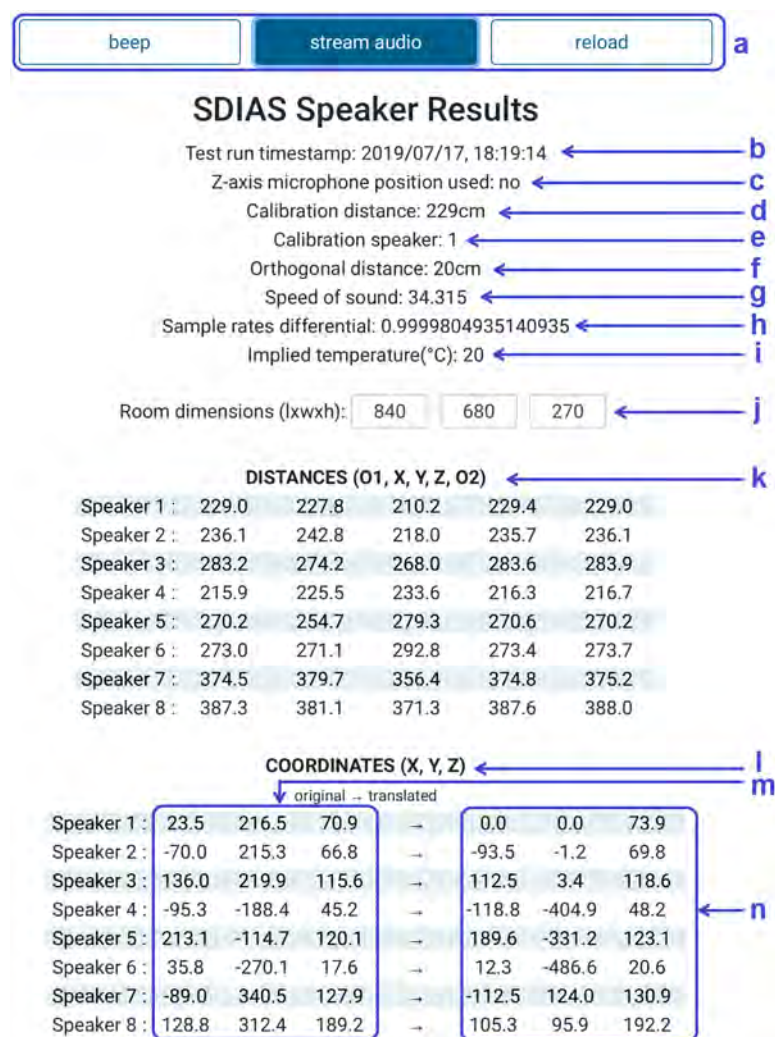 beep stream audio reload a
SDIAS Speaker Results
Test run timestamp: 2019/07/17, 18:19:14 b
Z-axis microphone position used: no c
Calibration distance: 229cm d
Calibration speaker: 1 e
Orthogonal distance: 20cm f
Speed of sound: 34.315 g
Sample rates differential: 0.9999804935140935 h
Implied temperature(°C): 20 i
Room dimensions (lxwxh): 840 680 270 j
DISTANCES (O1, X, Y, Z, O2) k
Speaker 1 : 229.0 227.6 210.2 229.4 229.0
Speaker 2 : 236.1 242.8 218.0 235.7 236.1
Speaker 3 : 283.2 274.2 268.0 283.6 283.9
Speaker 4 : 215.9 225.5 233.6 216.3 216.7
Speaker 5 : 270.2 254.7 279.3 270.6 270.2
Speaker 6 : 273.0 271.1 292.8 273.4 273.7
Speaker 7 : 374.5 379.7 356.4 374.8 375.2
Speaker 8 : 387.3 381.1 371.3 387.6 388.0
COORDINATES (X, Y, Z) l
original → translated m
Speaker 1 : 23.5 216.5 70.9 → 0.0 0.0 73.9
Speaker 2 : -70.0 215.3 66.8 → -93.5 -1.2 69.8
Speaker 3 : 136.0 219.9 115.6 → 112.5 3.4 118.6
Speaker 4 : -95.3 -188.4 45.2 → -118.8 -404.9 48.2 n
Speaker 5 : 213.1 -114.7 120.1 → 189.6 -331.2 123.1
Speaker 6 : 35.8 -270.1 17.6 → 12.3 -486.6 20.6
Speaker 7 : -89.0 340.5 127.9 → -112.5 124.0 130.9
Speaker 8 : 128.8 312.4 189.2 → 105.3 95.9 192.2